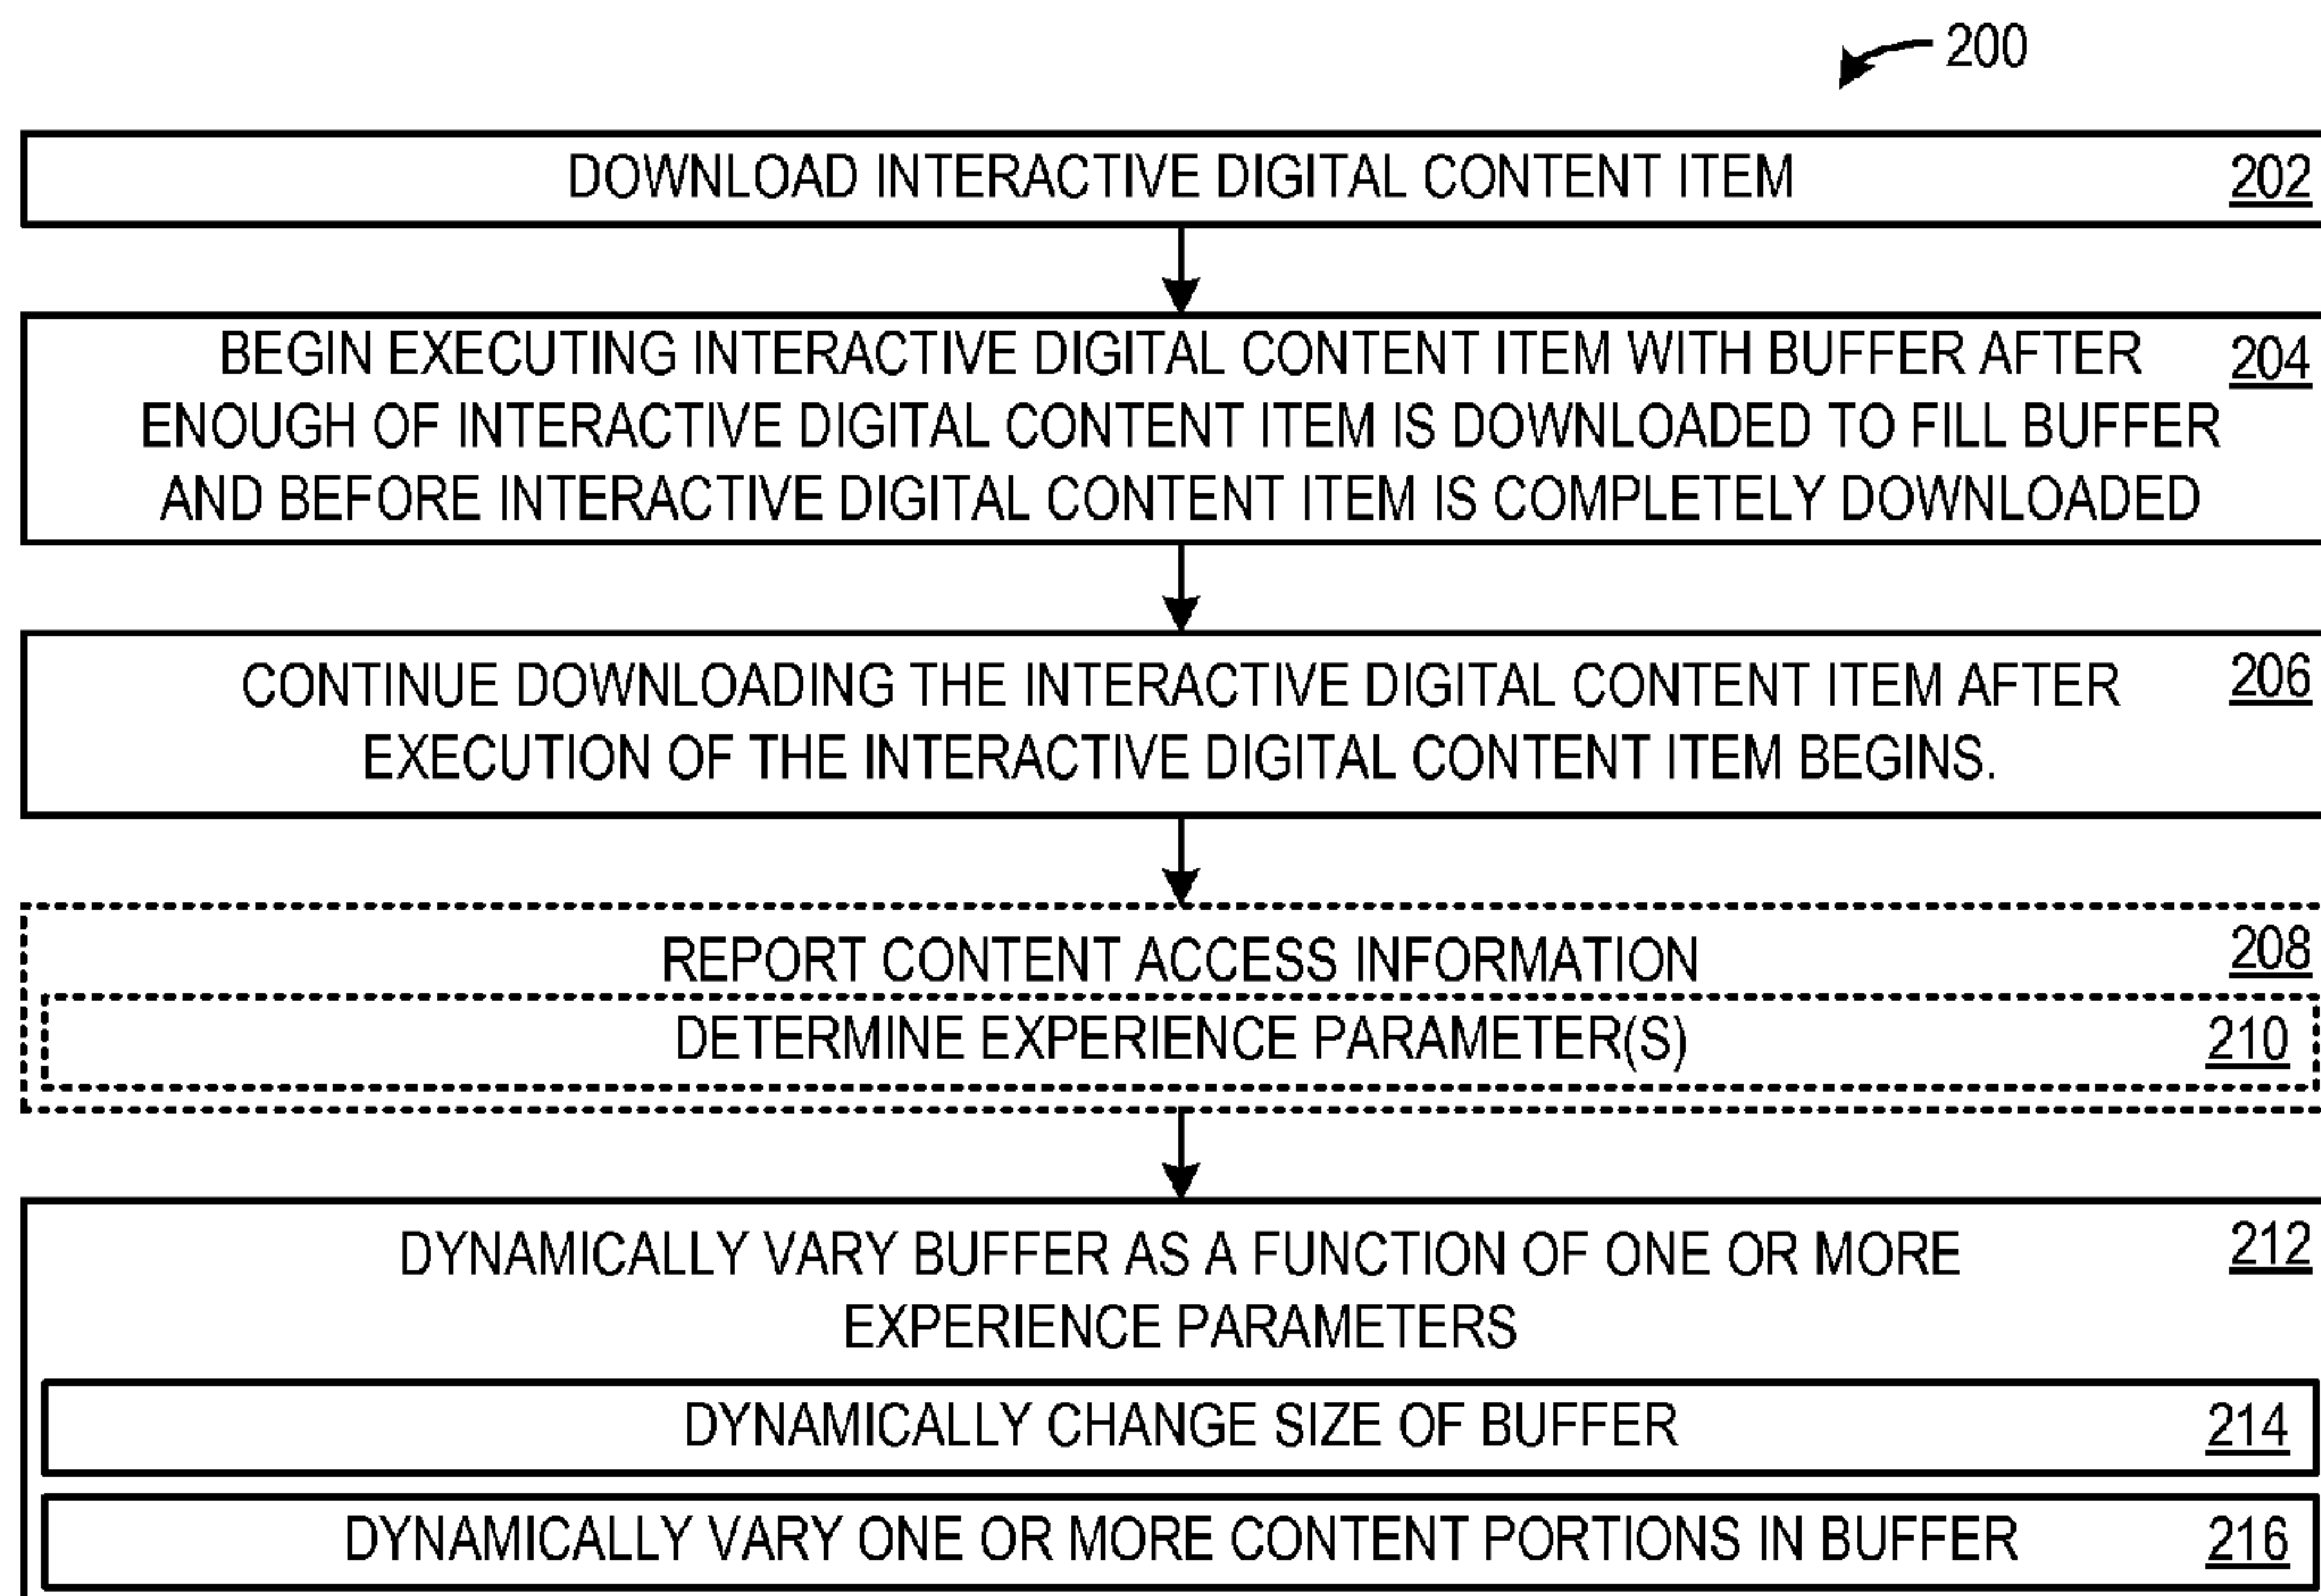 200
DOWNLOAD INTERACTIVE DIGITAL CONTENT ITEM 202
BEGIN EXECUTING INTERACTIVE DIGITAL CONTENT ITEM WITH BUFFER AFTER 204
ENOUGH OF INTERACTIVE DIGITAL CONTENT ITEM IS DOWNLOADED TO FILL BUFFER
AND BEFORE INTERACTIVE DIGITAL CONTENT ITEM IS COMPLETELY DOWNLOADED
CONTINUE DOWNLOADING THE INTERACTIVE DIGITAL CONTENT ITEM AFTER 206
EXECUTION OF THE INTERACTIVE DIGITAL CONTENT ITEM BEGINS.
REPORT CONTENT ACCESS INFORMATION 208
DETERMINE EXPERIENCE PARAMETER(S) 210
DYNAMICALLY VARY BUFFER AS A FUNCTION OF ONE OR MORE 212
EXPERIENCE PARAMETERS
DYNAMICALLY CHANGE SIZE OF BUFFER 214
DYNAMICALLY VARY ONE OR MORE CONTENT PORTIONS IN BUFFER 216